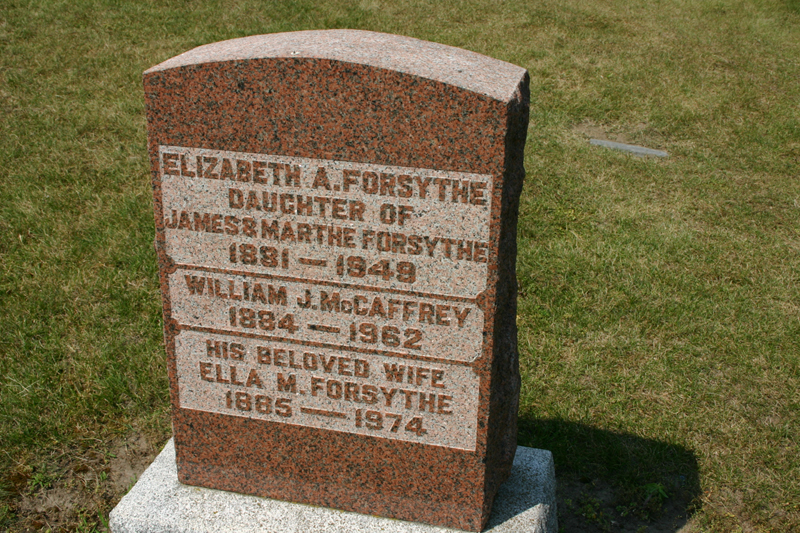 ELIZABETH A. FORSYTHE
DAUGHTER OF
JAMES & MARTHE FORSYTHE
1881 — 1949
WILLIAM J. McCAFFREY
1884 — 1962
HIS BELOVED WIFE
ELLA M. FORSYTHE
1885 — 1974